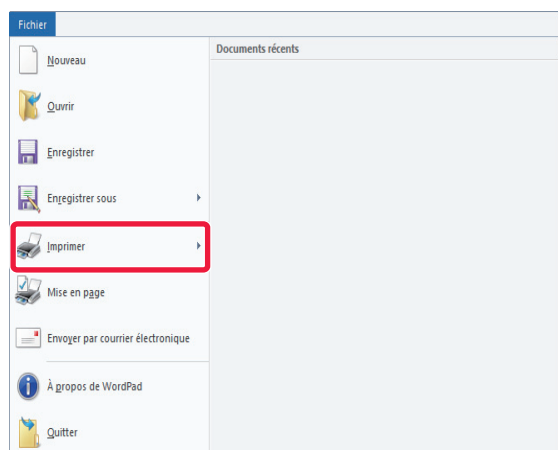 Fichier
Documents récents
Nouveau
Ouvrir
Enregistrer
Enregistrer sous
Imprimer
Mise en page
Envoyer par courrier électronique
À propos de WordPad
Quitter